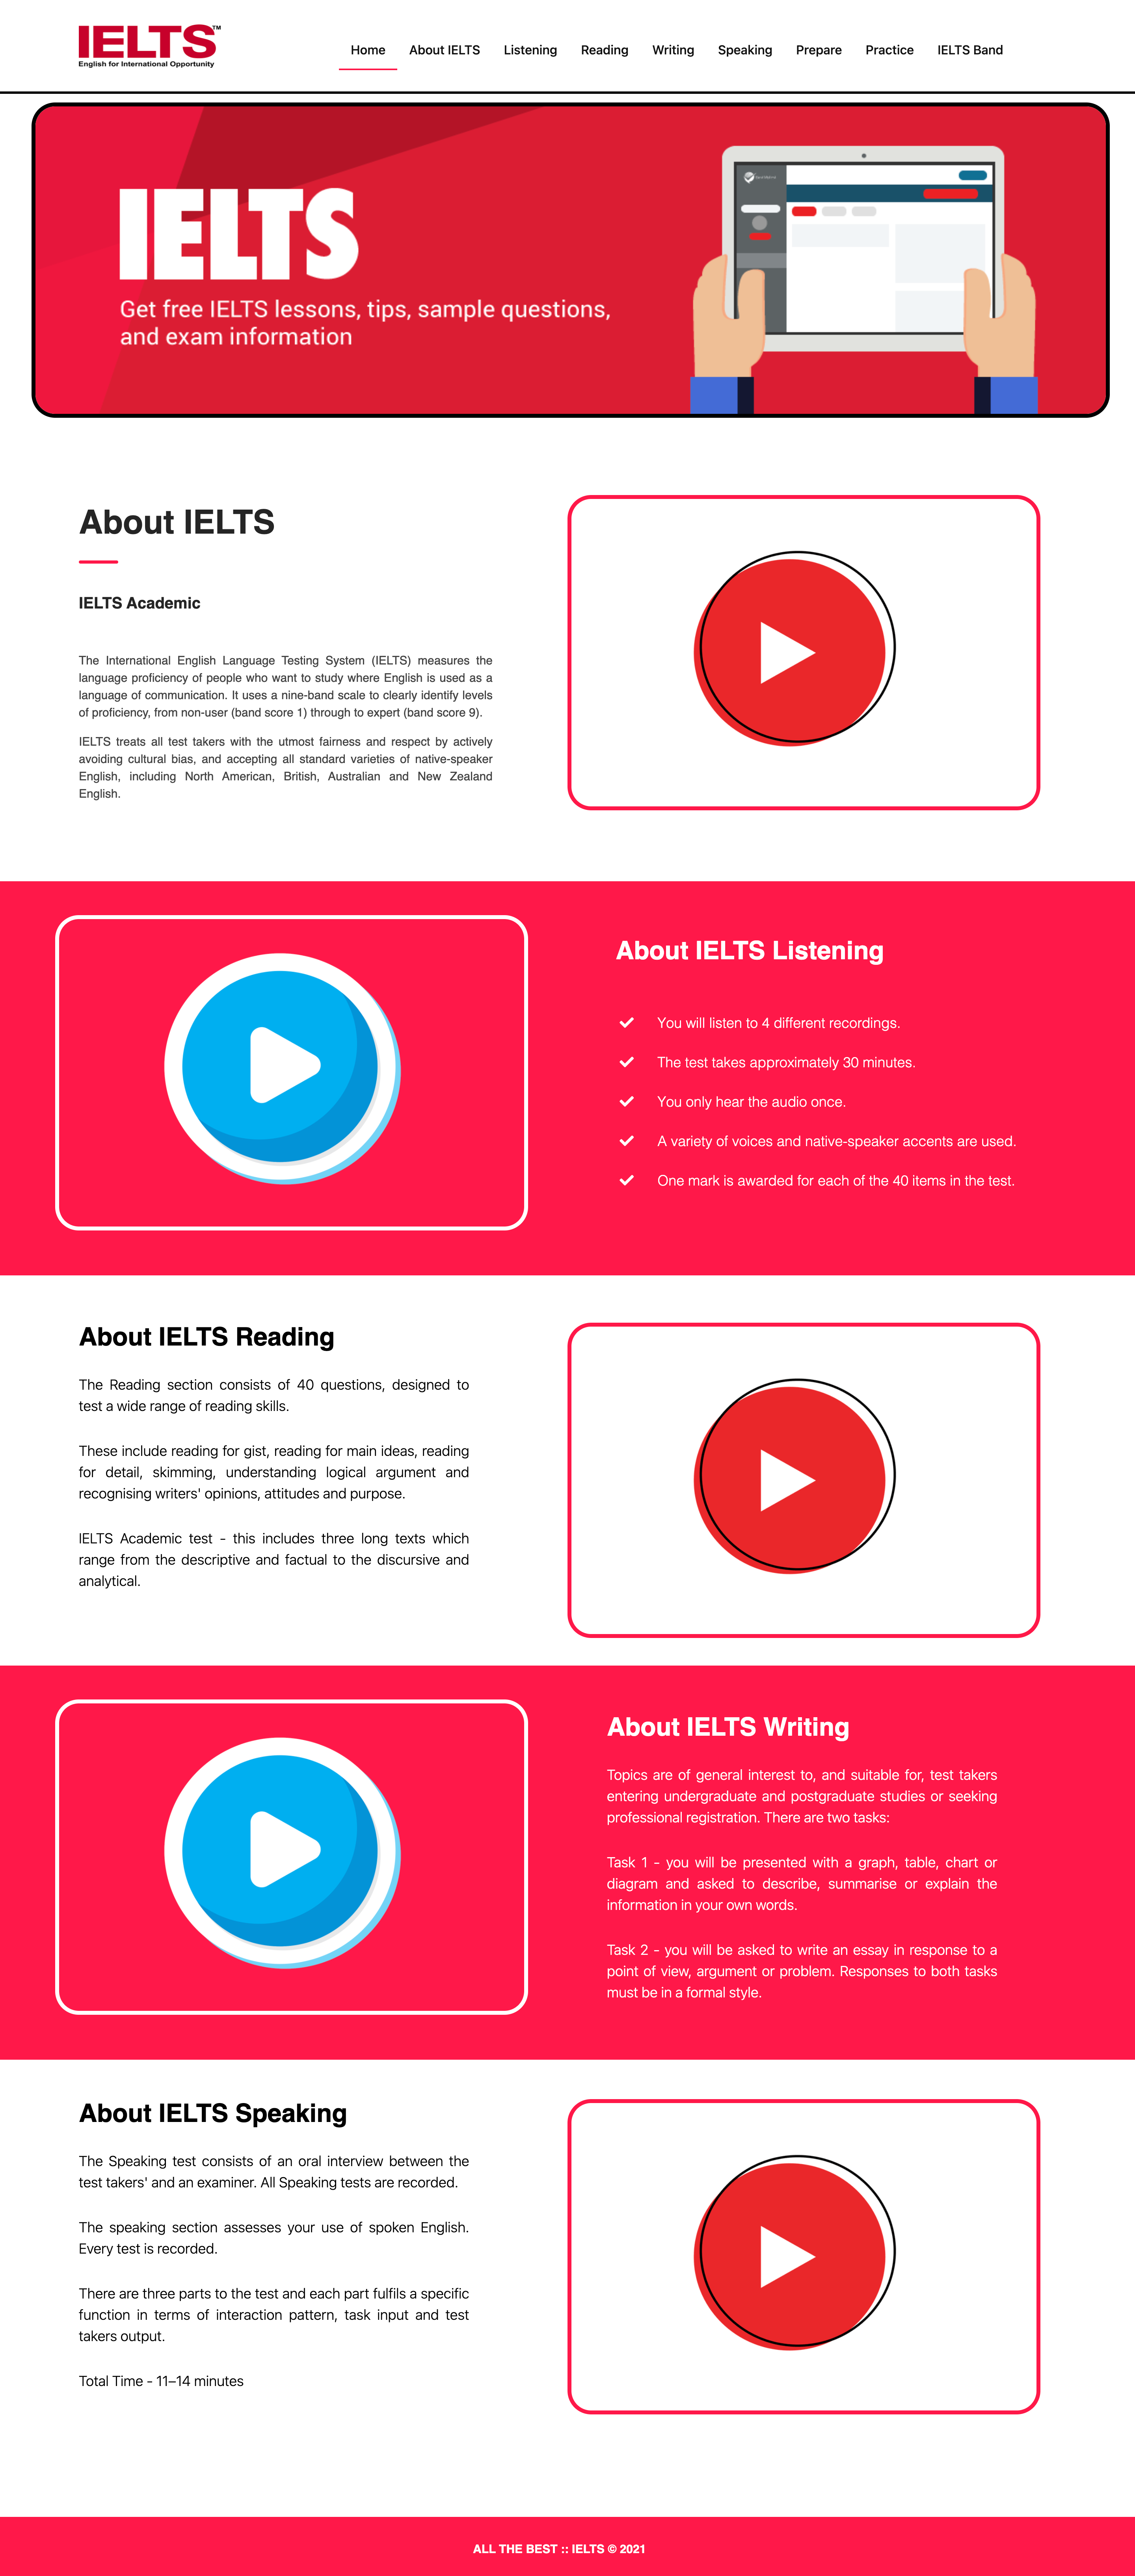 IELTS™
English for International Opportunity
Home About IELTS Listening Reading Writing Speaking Prepare Practice IELTS Band
IELTS
Get free IELTS lessons, tips, sample questions,
and exam information
About IELTS
IELTS Academic
The International English Language Testing System (IELTS) measures the
language proficiency of people who want to study where English is used as a
language of communication. It uses a nine-band scale to clearly identify levels
of proficiency, from non-user (band score 1) through to expert (band score 9).
IELTS treats all test takers with the utmost fairness and respect by actively
avoiding cultural bias, and accepting all standard varieties of native-speaker
English, including North American, British, Australian and New Zealand
English.
About IELTS Listening
You will listen to 4 different recordings.
The test takes approximately 30 minutes.
You only hear the audio once.
A variety of voices and native-speaker accents are used.
One mark is awarded for each of the 40 items in the test.
About IELTS Reading
The Reading section consists of 40 questions, designed to
test a wide range of reading skills.
These include reading for gist, reading for main ideas, reading
for detail, skimming, understanding logical argument and
recognising writers' opinions, attitudes and purpose.
IELTS Academic test - this includes three long texts which
range from the descriptive and factual to the discursive and
analytical.
About IELTS Writing
Topics are of general interest to, and suitable for, test takers
entering undergraduate and postgraduate studies or seeking
professional registration. There are two tasks:
Task 1 - you will be presented with a graph, table, chart or
diagram and asked to describe, summarise or explain the
information in your own words.
Task 2 - you will be asked to write an essay in response to a
point of view, argument or problem. Responses to both tasks
must be in a formal style.
About IELTS Speaking
The Speaking test consists of an oral interview between the
test takers' and an examiner. All Speaking tests are recorded.
The speaking section assesses your use of spoken English.
Every test is recorded.
There are three parts to the test and each part fulfils a specific
function in terms of interaction pattern, task input and test
takers output.
Total Time - 11–14 minutes
ALL THE BEST :: IELTS © 2021